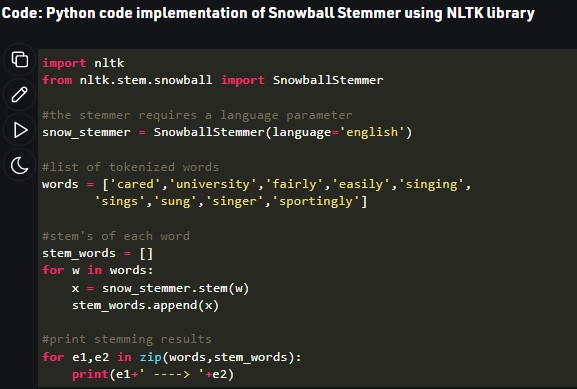 Code: Python code implementation of Snowball Stemmer using NLTK library
import nltk
from nltk.stem.snowball import SnowballStemmer
#the stemmer requires a language parameter
snow_stemmer = SnowballStemmer(language='english')
#list of tokenized words
words = ['cared','university','fairly','easily','singing',
'sings','sung','singer','sportingly']
#stem's of each word
stem_words = []
for w in words:
x = snow_stemmer.stem(w)
stem_words.append(x)
#print stemming results
for e1,e2 in zip(words,stem_words):
print(e1+' ----> '+e2)